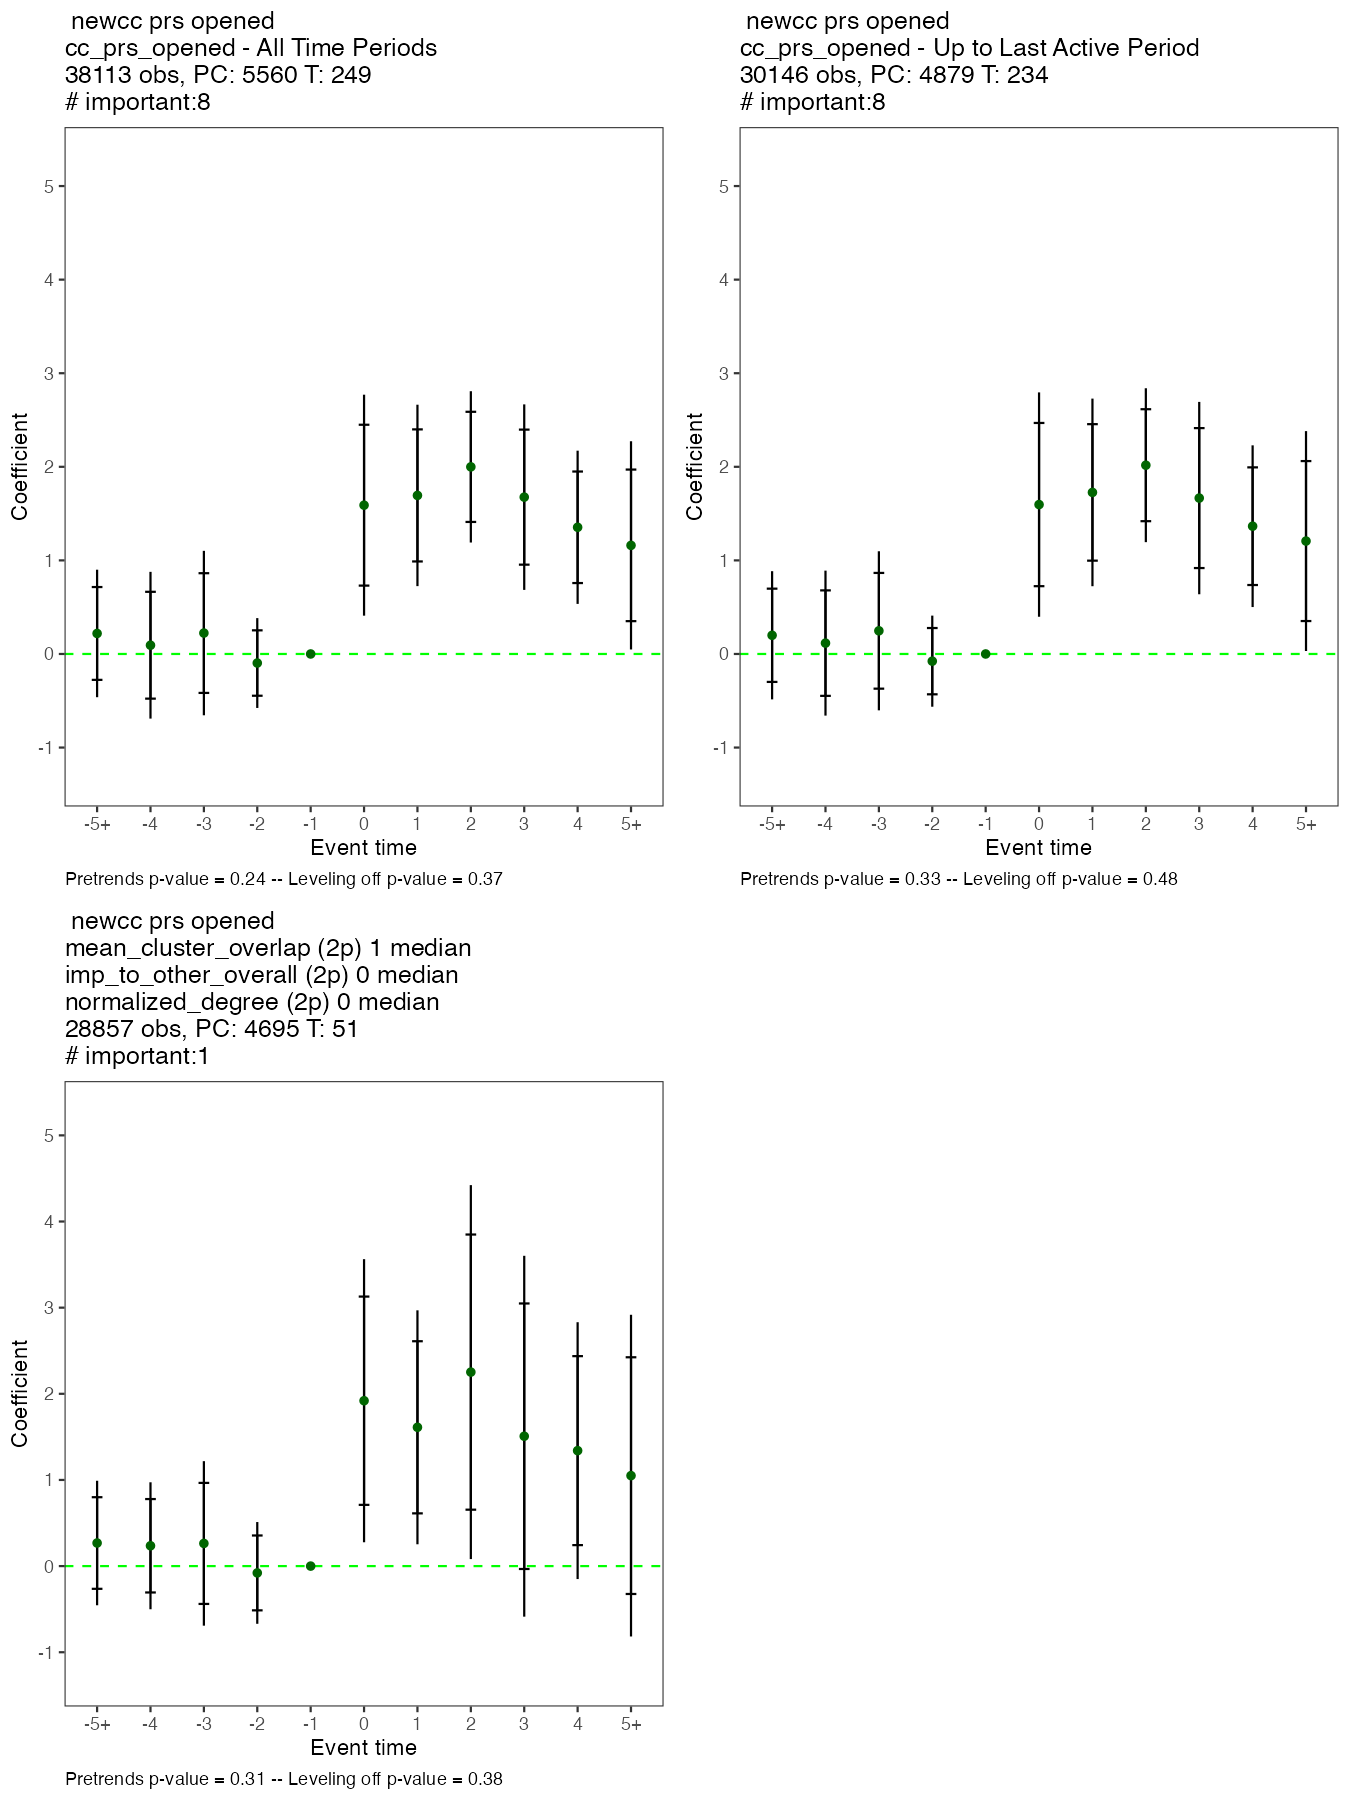 newcc prs opened
cc_prs_opened - All Time Periods
38113 obs, PC: 5560 T: 249
# important:8
5
4
3
2
1
0
-1
Coefficient
-5+ -4 -3 -2 -1 0 1 2 3 4 5+
Event time
Pretrends p-value = 0.24 -- Leveling off p-value = 0.37
newcc prs opened
cc_prs_opened - Up to Last Active Period
30146 obs, PC: 4879 T: 234
# important:8
5
4
3
2
1
0
-1
Coefficient
-5+ -4 -3 -2 -1 0 1 2 3 4 5+
Event time
Pretrends p-value = 0.33 -- Leveling off p-value = 0.48
newcc prs opened
mean_cluster_overlap (2p) 1 median
imp_to_other_overall (2p) 0 median
normalized_degree (2p) 0 median
28857 obs, PC: 4695 T: 51
# important:1
5
4
3
2
1
0
-1
Coefficient
-5+ -4 -3 -2 -1 0 1 2 3 4 5+
Event time
Pretrends p-value = 0.31 -- Leveling off p-value = 0.38